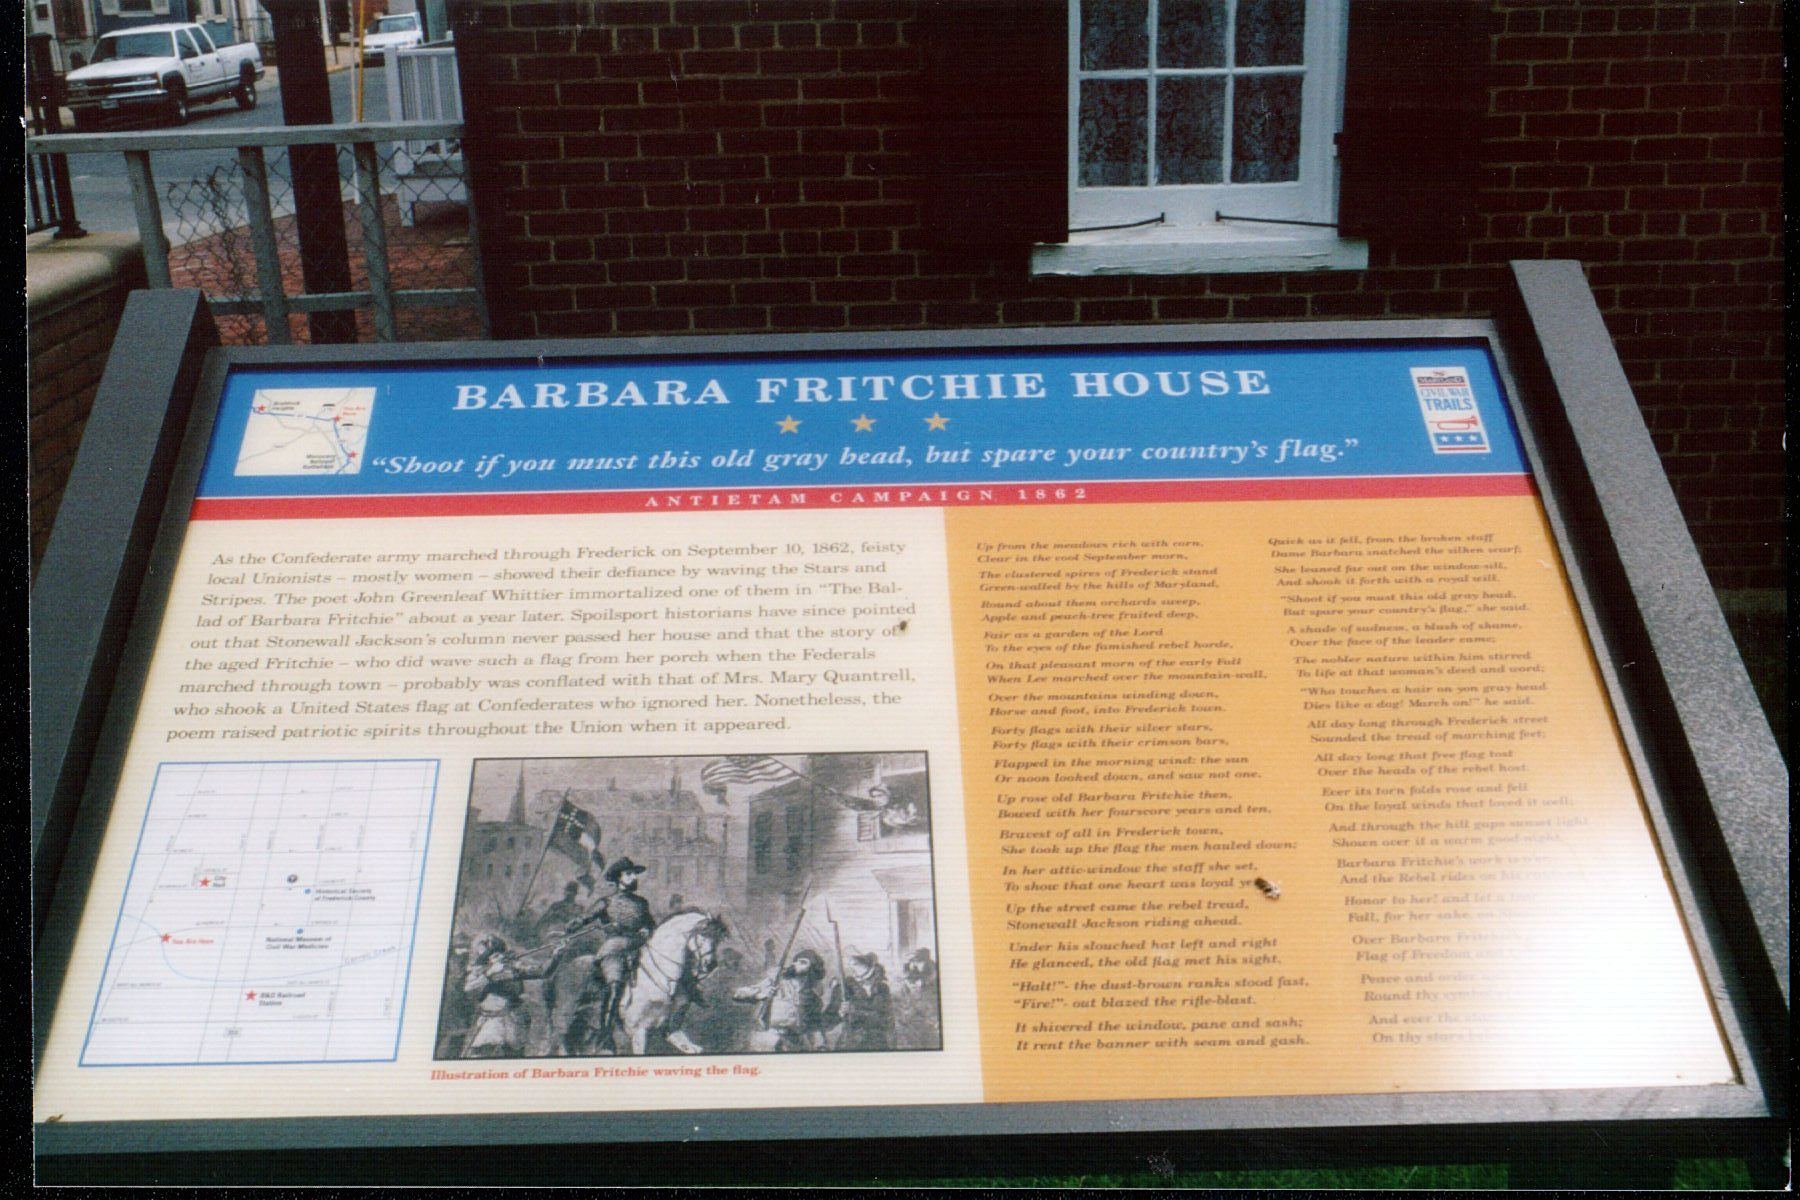 BARBARA FRITCHIE HOUSE
"Shoot if you must this old gray head, but spare your country's flag."
ANTIETAM CAMPAIGN 1862
You Are
Here
MARYLAND
CIVIL WAR
TRAILS
As the Confederate army marched through Frederick on September 10, 1862, feisty
local Unionists – mostly women – showed their defiance by waving the Stars and
Stripes. The poet John Greenleaf Whittier immortalized one of them in "The Bal-
lad of Barbara Fritchie" about a year later. Spoilsport historians have since pointed
out that Stonewall Jackson's column never passed her house and that the story of
the aged Fritchie – who did wave such a flag from her porch when the Federals
marched through town – probably was conflated with that of Mrs. Mary Quantrell,
who shook a United States flag at Confederates who ignored her. Nonetheless, the
poem raised patriotic spirits throughout the Union when it appeared.
City
Hall
Historical Society
of Frederick County
You Are Here
National Museum of
Civil War Medicine
Carroll Creek
B&O Railroad
Station
Illustration of Barbara Fritchie waving the flag.
Up from the meadows rich with corn,
Clear in the cool September morn,
The clustered spires of Frederick stand
Green-walled by the hills of Maryland.
Round about them orchards sweep,
Apple and peach-tree fruited deep,
Fair as a garden of the Lord
To the eyes of the famished rebel horde,
On that pleasant morn of the early Fall
When Lee marched over the mountain-wall,
Over the mountains winding down,
Horse and foot, into Frederick town.
Forty flags with their silver stars,
Forty flags with their crimson bars,
Flapped in the morning wind: the sun
Or noon looked down, and saw not one.
Up rose old Barbara Fritchie then,
Bowed with her fourscore years and ten,
Bravest of all in Frederick town,
She took up the flag the men hauled down;
In her attic-window the staff she set,
To show that one heart was loyal
Up the street came the rebel tread,
Stonewall Jackson riding ahead.
Under his slouched hat left and right
He glanced, the old flag met his sight.
"Halt!"- the dust-brown ranks stood fast,
"Fire!"- out blazed the rifle-blast.
It shivered the window, pane and sash;
It rent the banner with seam and gash.
Quick as it fell, from the broken staff
Dame Barbara snatched the silken scarf;
She leaned far out on the window-sill,
And shook it forth with a royal will.
"Shoot if you must this old gray head,
But spare your country's flag," she said.
A shade of sadness, a blush of shame,
Over the face of the leader came;
The nobler nature within him stirred
To life at that woman's deed and word;
"Who touches a hair on yon gray head
Dies like a dog! March on!" he said.
All day long through Frederick street
Sounded the tread of marching feet;
All day long that free flag tost
Over the heads of the rebel host.
Ever its torn folds rose and fell
On the loyal winds that loved it well;
And through the hill gaps sunset light
Shone over it a warm good-night.
Barbara Fritchie's work is o'er,
And the Rebel rides on his
Honor to her! and let a
Fall, for her sake, on
Over Barbara Fritchie's
Flag of Freedom and
Peace and order
Round thy
And ever the
On thy stars